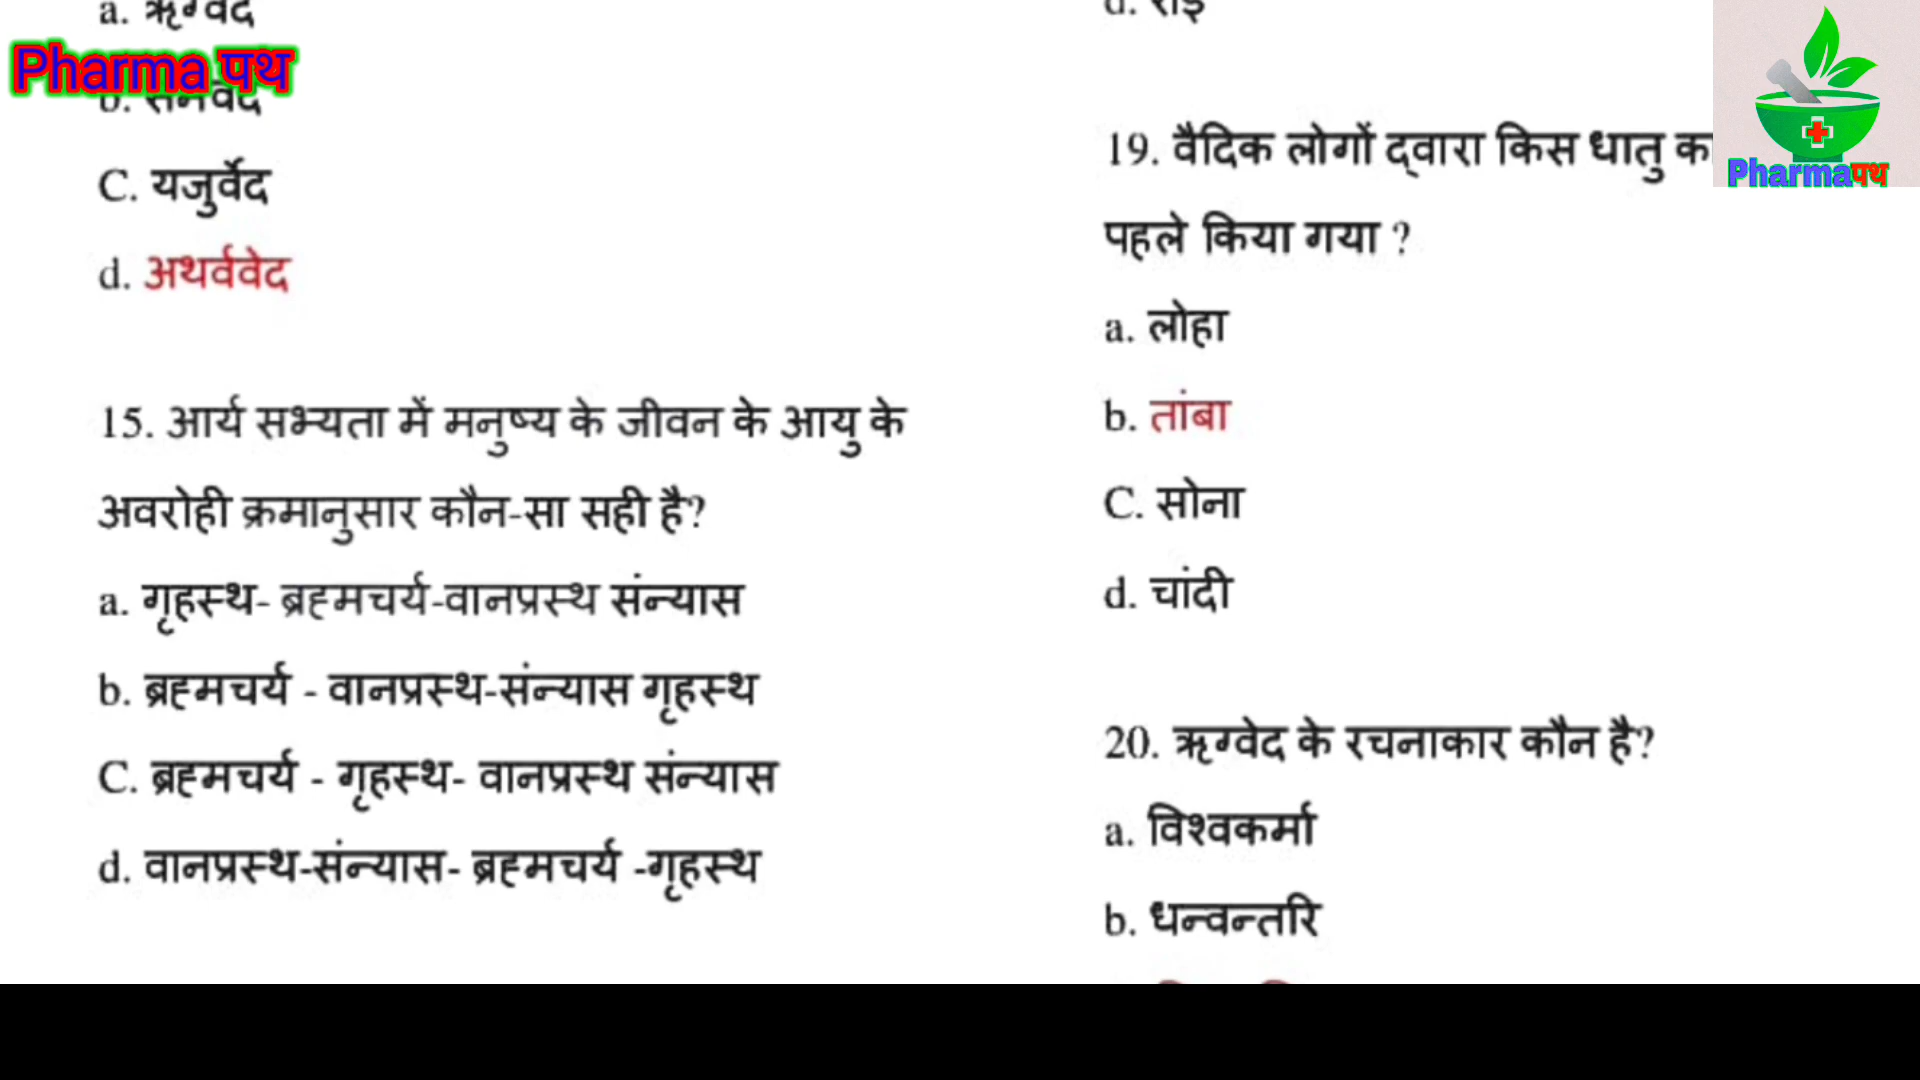 a. ऋग्वेद
Pharma पथ
C. यजुर्वेद
d. अथर्ववेद
15. आर्य सभ्यता में मनुष्य के जीवन के आयु के
अवरोही क्रमानुसार कौन-सा सही है?
a. गृहस्थ- ब्रह्मचर्य-वानप्रस्थ संन्यास
b. ब्रह्मचर्य - वानप्रस्थ-संन्यास गृहस्थ
C. ब्रह्मचर्य - गृहस्थ- वानप्रस्थ संन्यास
d. वानप्रस्थ-संन्यास- ब्रह्मचर्य -गृहस्थ
19. वैदिक लोगों द्वारा किस धातु का
पहले किया गया ?
a. लोहा
b. तांबा
C. सोना
d. चांदी
20. ऋग्वेद के रचनाकार कौन है?
a. विश्वकर्मा
b. धन्वन्तरि
Pharmaपथ